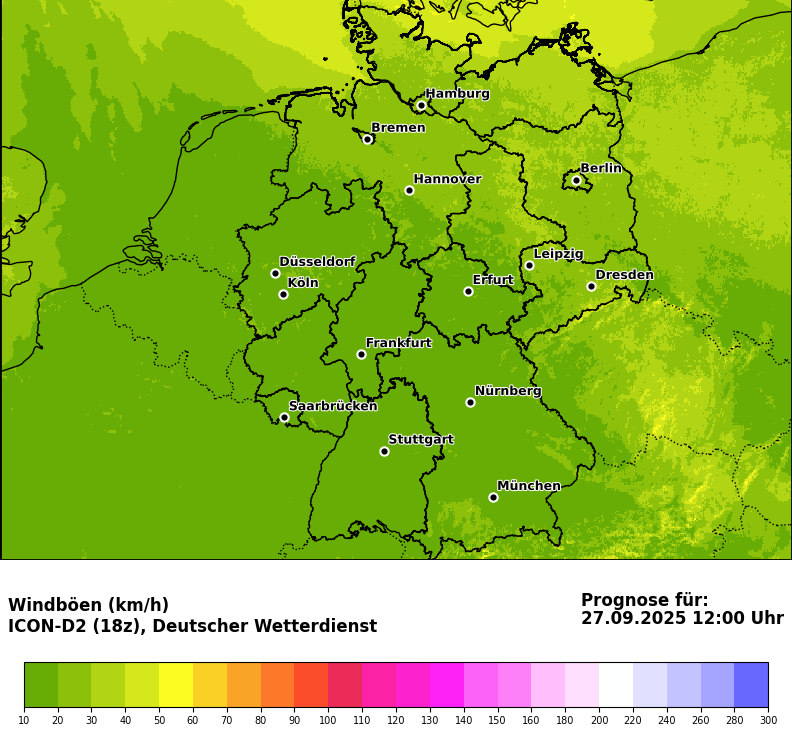 Hamburg
Bremen
Berlin
Hannover
Leipzig
Düsseldorf
Dresden
Köln
Erfurt
Frankfurt
Nürnberg
Saarbrücken
Stuttgart
München
Windböen (km/h)
ICON-D2 (18z), Deutscher Wetterdienst
Prognose für:
27.09.2025 12:00 Uhr
10 20 30 40 50 60 70 80 90 100 110 120 130 140 150 160 180 200 220 240 260 280 300